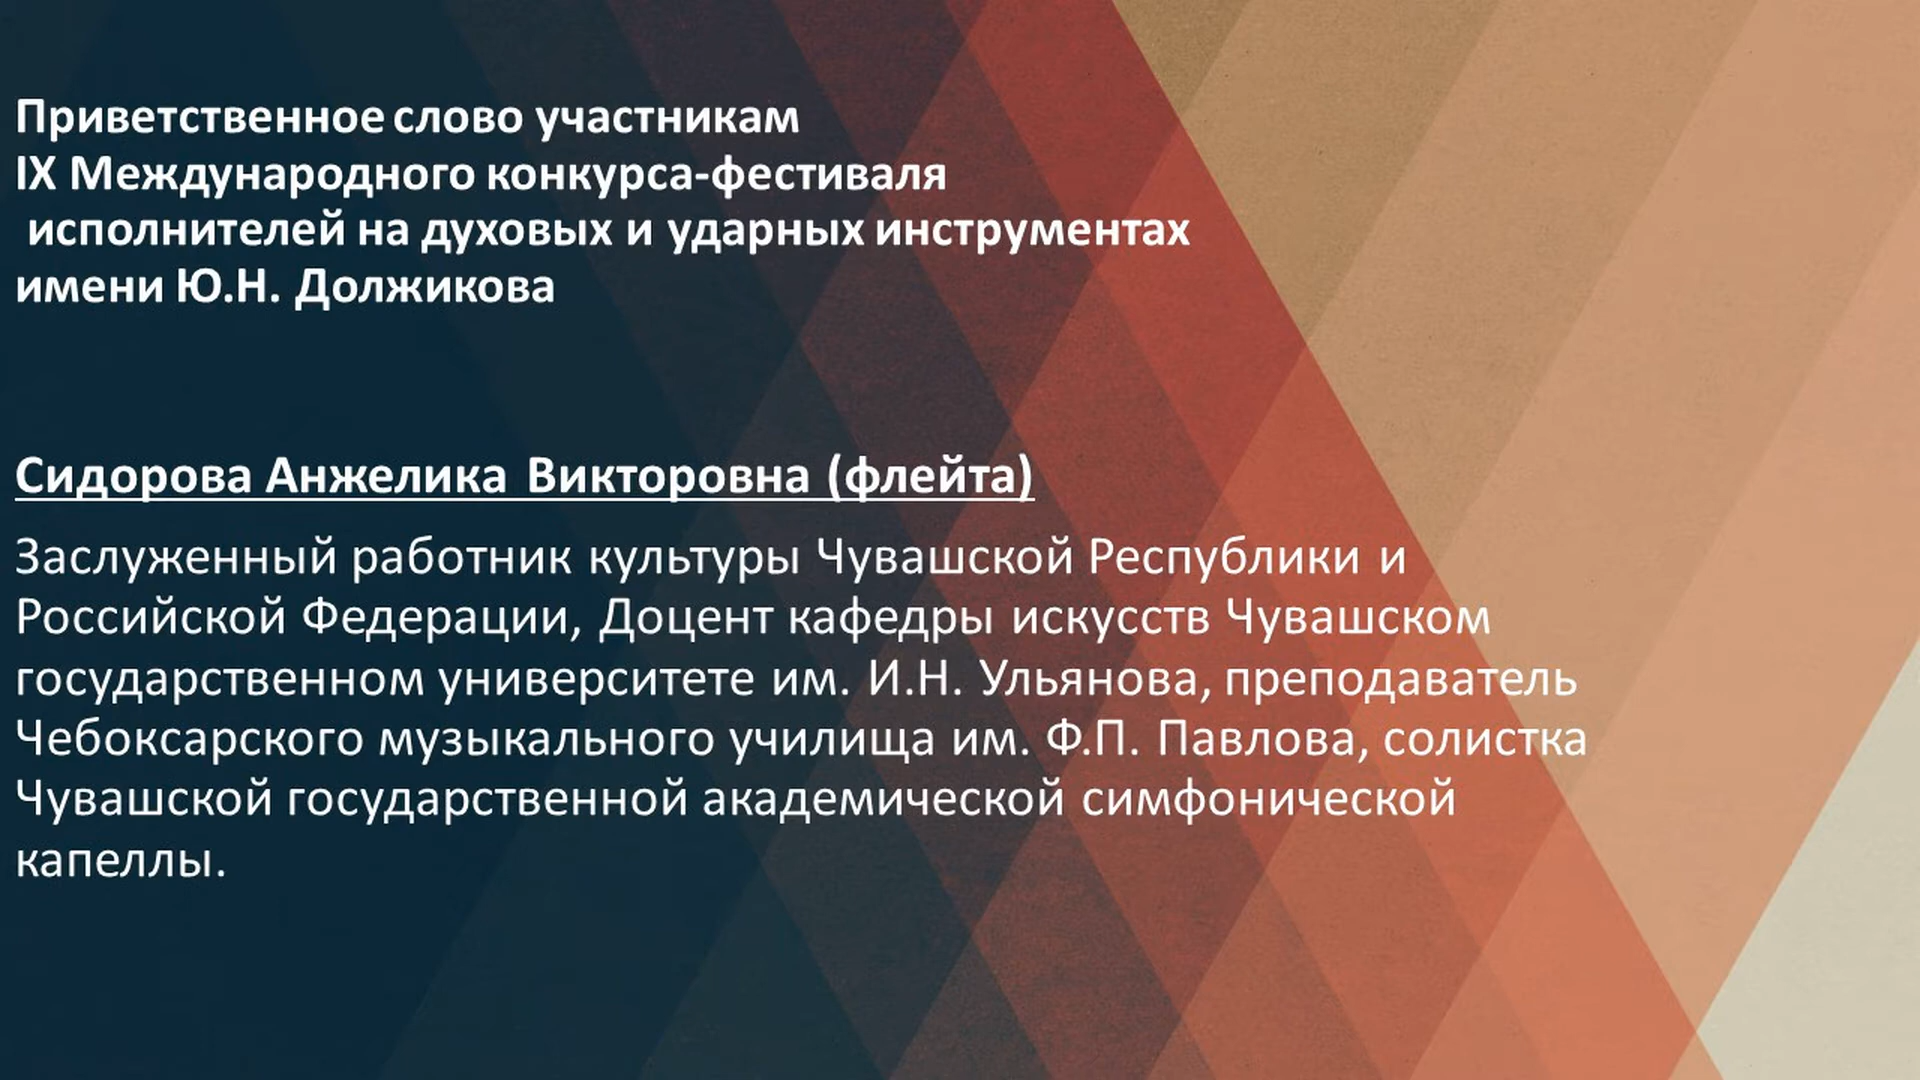 Приветственное слово участникам
IX Международного конкурса-фестиваля
исполнителей на духовых и ударных инструментах
имени Ю.Н. Должикова
Сидорова Анжелика Викторовна (флейта)
Заслуженный работник культуры Чувашской Республики и
Российской Федерации, Доцент кафедры искусств Чувашском
государственном университете им. И.Н. Ульянова, преподаватель
Чебоксарского музыкального училища им. Ф.П. Павлова, солистка
Чувашской государственной академической симфонической
капеллы.